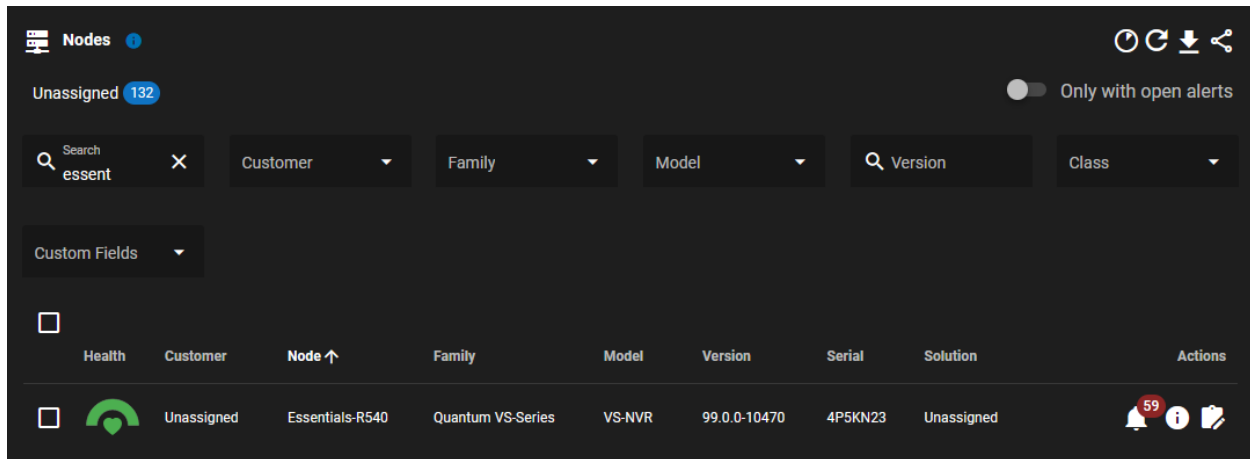 Nodes
Unassigned 132
Only with open alerts
Search
essent
Customer
Family
Model
Version
Class
Custom Fields
Health Customer Node Family Model Version Serial Solution Actions
Unassigned Essentials-R540 Quantum VS-Series VS-NVR 99.0.0-10470 4P5KN23 Unassigned 59